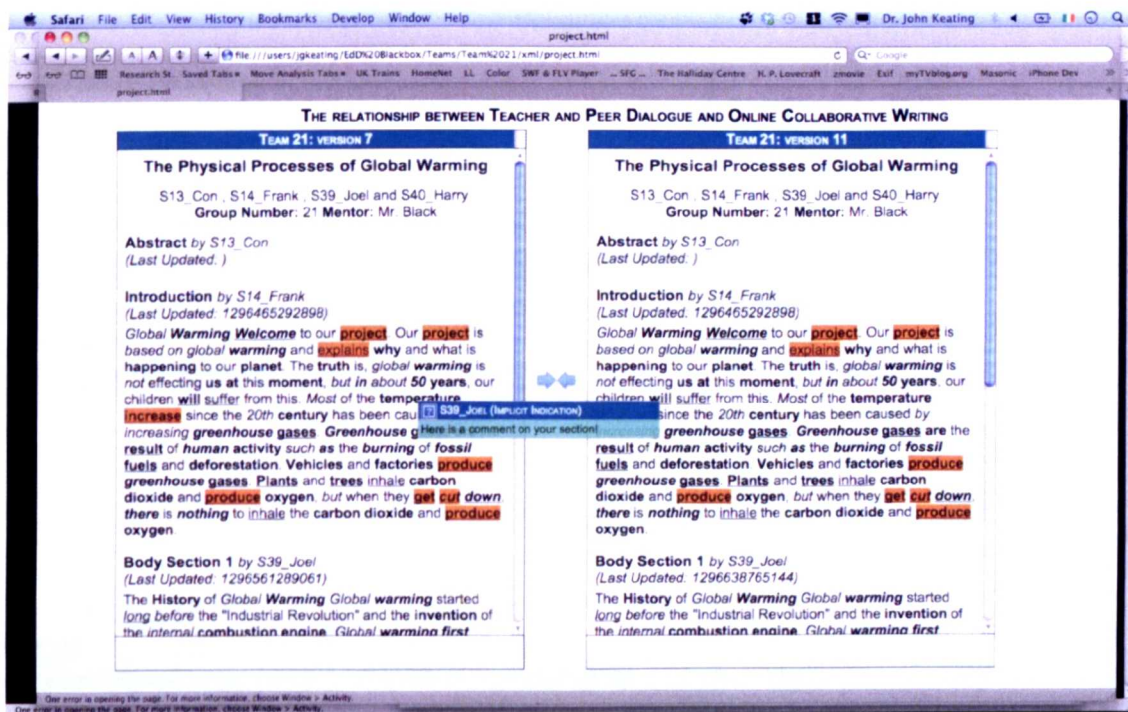 Safari File Edit View History Bookmarks Develop Window Help Dr. John Keating
project.html
file:///users/jgkeating/EdD%20Blackbox/Teams/Team%2021/xml/project.html Google
Research St. Saved Tabs Move Analysis Tabs UK Trains HomeNet LL Color SWF & FLV Player ... SFG ... The Halliday Centre H. P. Lovecraft zmovie Exif myTVblog.org Masonic iPhone Dev
project.html
THE RELATIONSHIP BETWEEN TEACHER AND PEER DIALOGUE AND ONLINE COLLABORATIVE WRITING
TEAM 21: VERSION 7
The Physical Processes of Global Warming
S13_Con , S14_Frank , S39_Joel and S40_Harry
Group Number: 21 Mentor: Mr. Black
Abstract by S13_Con
(Last Updated: )
Introduction by S14_Frank
(Last Updated: 1296465292898)
Global Warming Welcome to our project. Our project is
based on global warming and explains why and what is
happening to our planet. The truth is, global warming is
not effecting us at this moment, but in about 50 years, our
children will suffer from this. Most of the temperature
increase since the 20th century has been cau
increasing greenhouse gases. Greenhouse g
result of human activity such as the burning of fossil
fuels and deforestation. Vehicles and factories produce
greenhouse gases. Plants and trees inhale carbon
dioxide and produce oxygen, but when they get cut down,
there is nothing to inhale the carbon dioxide and produce
oxygen.
Body Section 1 by S39_Joel
(Last Updated: 1296561289061)
The History of Global Warming Global warming started
long before the "Industrial Revolution" and the invention of
the internal combustion engine. Global warming first
S39_JOEL (IMPLICIT INDICATION)
Here is a comment on your section!
TEAM 21: VERSION 11
The Physical Processes of Global Warming
S13_Con , S14_Frank , S39_Joel and S40_Harry
Group Number: 21 Mentor: Mr. Black
Abstract by S13_Con
(Last Updated: )
Introduction by S14_Frank
(Last Updated: 1296465292898)
Global Warming Welcome to our project. Our project is
based on global warming and explains why and what is
happening to our planet. The truth is, global warming is
not effecting us at this moment, but in about 50 years, our
children will suffer from this. Most of the temperature
since the 20th century has been caused by
greenhouse gases. Greenhouse gases are the
result of human activity such as the burning of fossil
fuels and deforestation. Vehicles and factories produce
greenhouse gases. Plants and trees inhale carbon
dioxide and produce oxygen, but when they get cut down,
there is nothing to inhale the carbon dioxide and produce
oxygen.
Body Section 1 by S39_Joel
(Last Updated: 1296638765144)
The History of Global Warming Global warming started
long before the "Industrial Revolution" and the invention of
the internal combustion engine. Global warming first
One error in opening the page. For more information, choose Window > Activity.
One error in opening the page. For more information, choose Window > Activity.